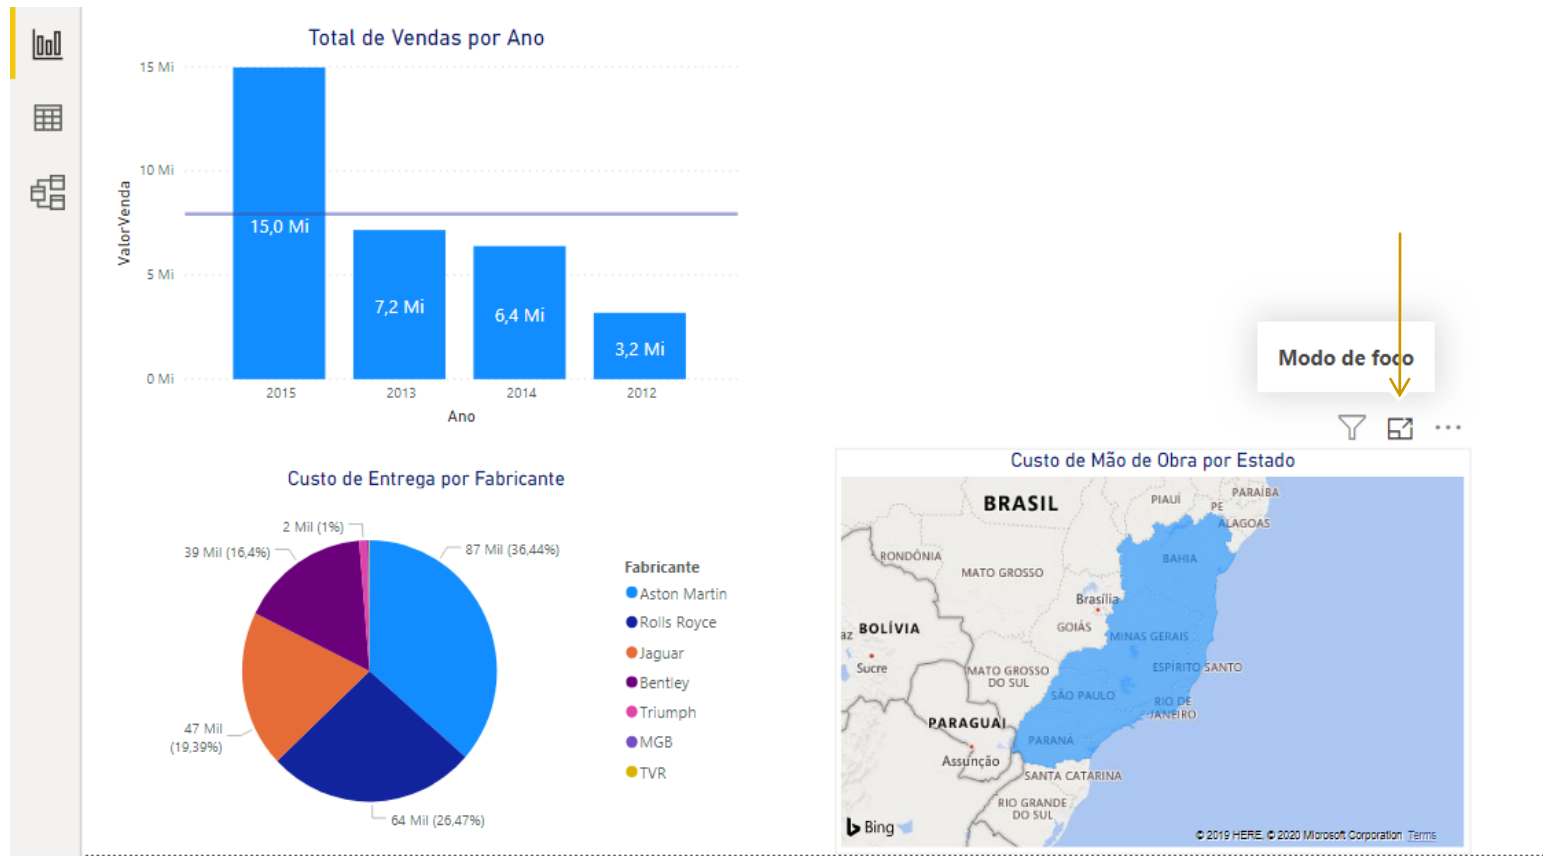 Total de Vendas por Ano
15 Mi
10 Mi
5 Mi
0 Mi
ValorVenda
15,0 Mi
7,2 Mi
6,4 Mi
3,2 Mi
2015
2013
2014
2012
Ano
Modo de foco
Custo de Entrega por Fabricante
2 Mil (1%)
39 Mil (16,4%)
87 Mil (36,44%)
47 Mil
(19,39%)
64 Mil (26,47%)
Fabricante
Aston Martin
Rolls Royce
Jaguar
Bentley
Triumph
MGB
TVR
Custo de Mão de Obra por Estado
BRASIL
PIAUÍ
PARAÍBA
PE
ALAGOAS
RONDÔNIA
MATO GROSSO
BAHIA
Brasília
GOIÁS
az
BOLÍVIA
MINAS GERAIS
Sucre
MATO GROSSO
DO SUL
ESPÍRITO SANTO
SÃO PAULO
RIO DE
JANEIRO
PARAGUAI
PARANÁ
Assunção
SANTA CATARINA
RIO GRANDE
DO SUL
Bing
© 2019 HERE, © 2020 Microsoft Corporation Terms